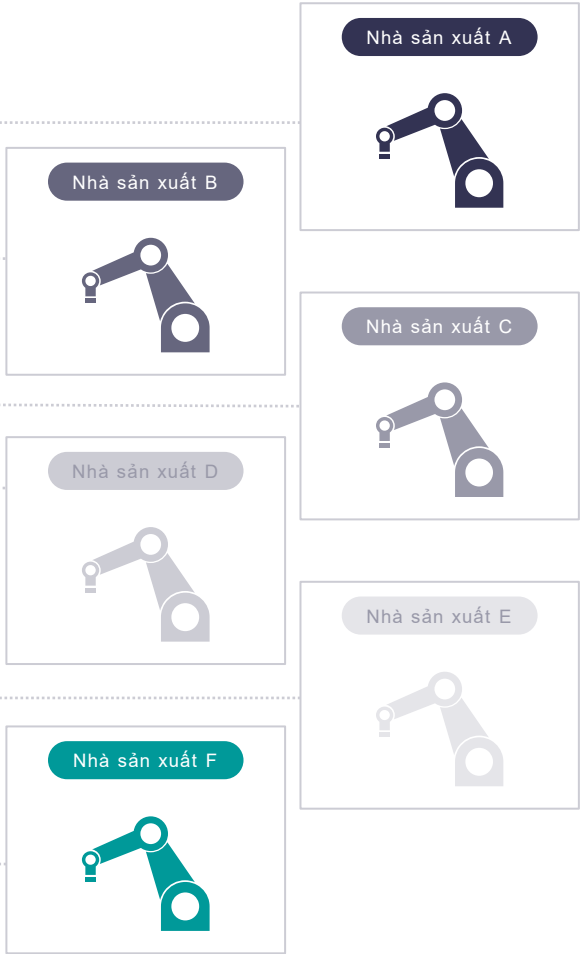 Nhà sản xuất A
Nhà sản xuất B
Nhà sản xuất C
Nhà sản xuất D
Nhà sản xuất E
Nhà sản xuất F